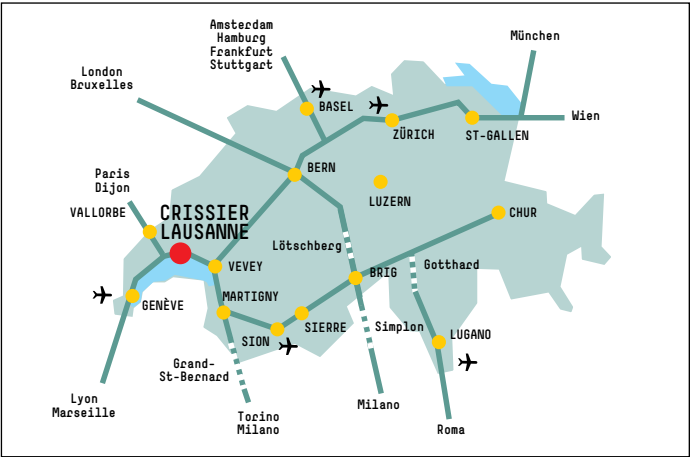 Amsterdam
Hamburg
Frankfurt
Stuttgart
München
London
Bruxelles
BASEL
ZÜRICH
Wien
ST-GALLEN
BERN
Paris
Dijon
LUZERN
VALLORBE
CRISSIER
LAUSANNE
CHUR
Lötschberg
VEVEY
BRIG
Gotthard
GENÈVE
MARTIGNY
SION
SIERRE
Simplon
LUGANO
Grand-
St-Bernard
Lyon
Marseille
Torino
Milano
Milano
Roma